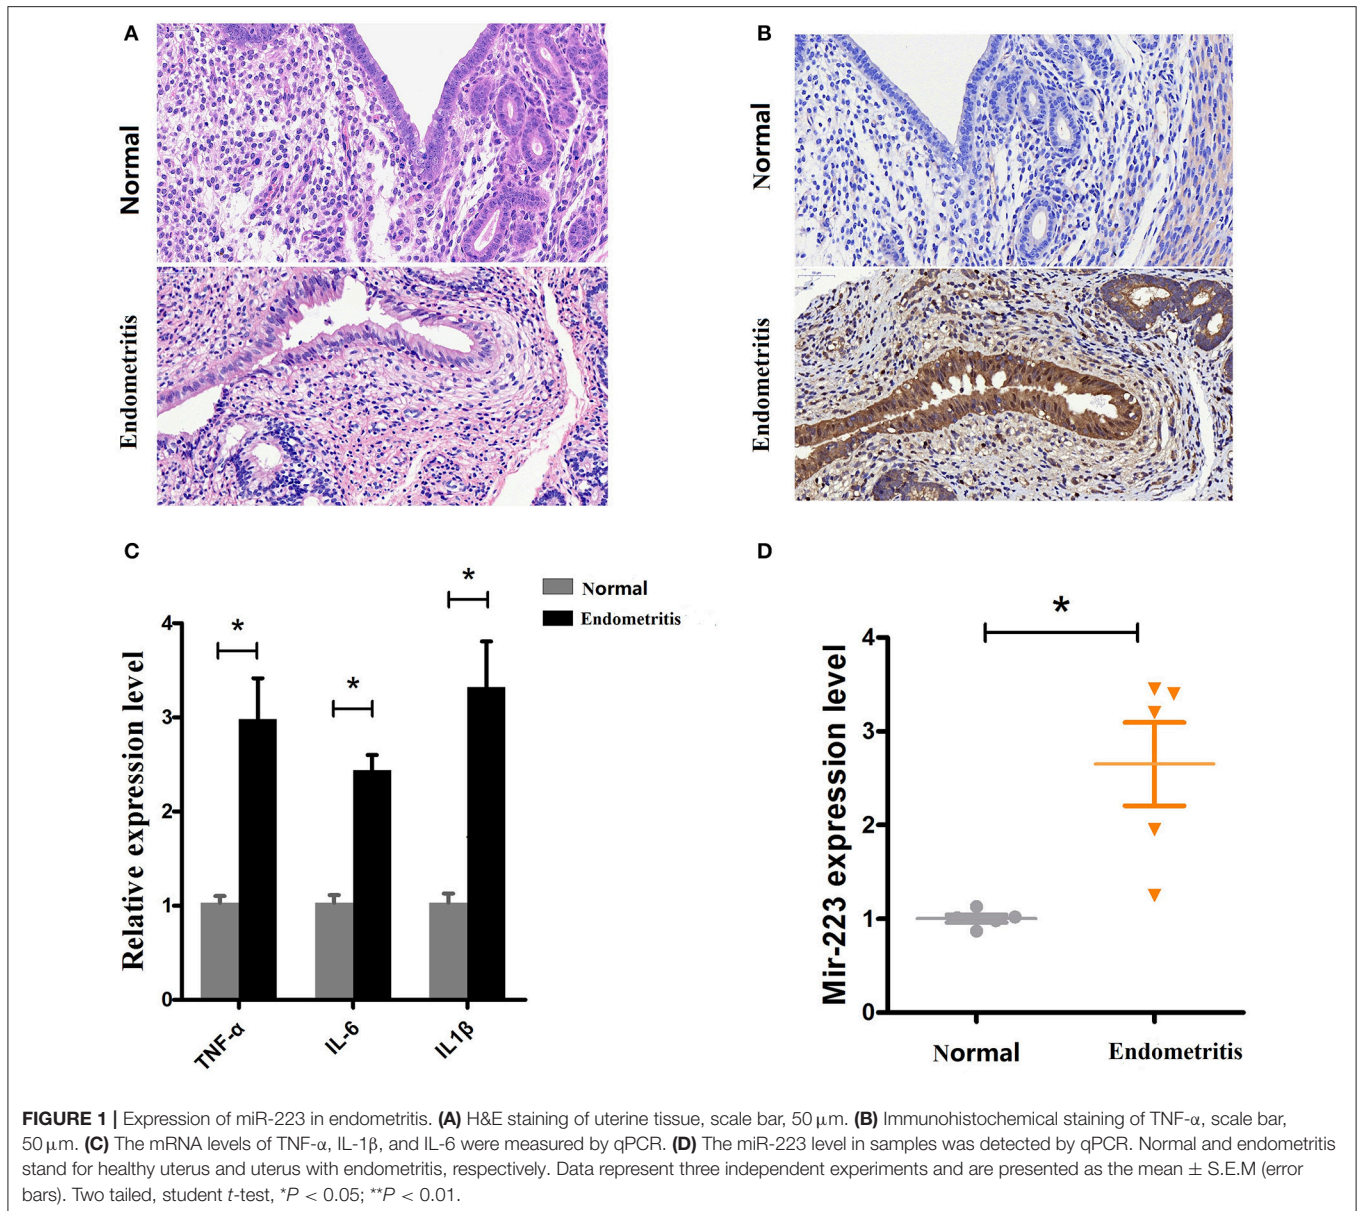 A
B
Normal
Normal
Endometritis
Endometritis
C
D
Normal
Endometritis
Relative expression level
4
3
2
1
0
*
*
*
TNF-α
IL-6
IL1β
Mir-223 expression level
4
3
2
1
0
*
Normal
Endometritis
FIGURE 1 | Expression of miR-223 in endometritis. (A) H&E staining of uterine tissue, scale bar, 50 μm. (B) Immunohistochemical staining of TNF-α, scale bar,
50 μm. (C) The mRNA levels of TNF-α, IL-1β, and IL-6 were measured by qPCR. (D) The miR-223 level in samples was detected by qPCR. Normal and endometritis
stand for healthy uterus and uterus with endometritis, respectively. Data represent three independent experiments and are presented as the mean ± S.E.M (error
bars). Two tailed, student t-test, *P < 0.05; **P < 0.01.